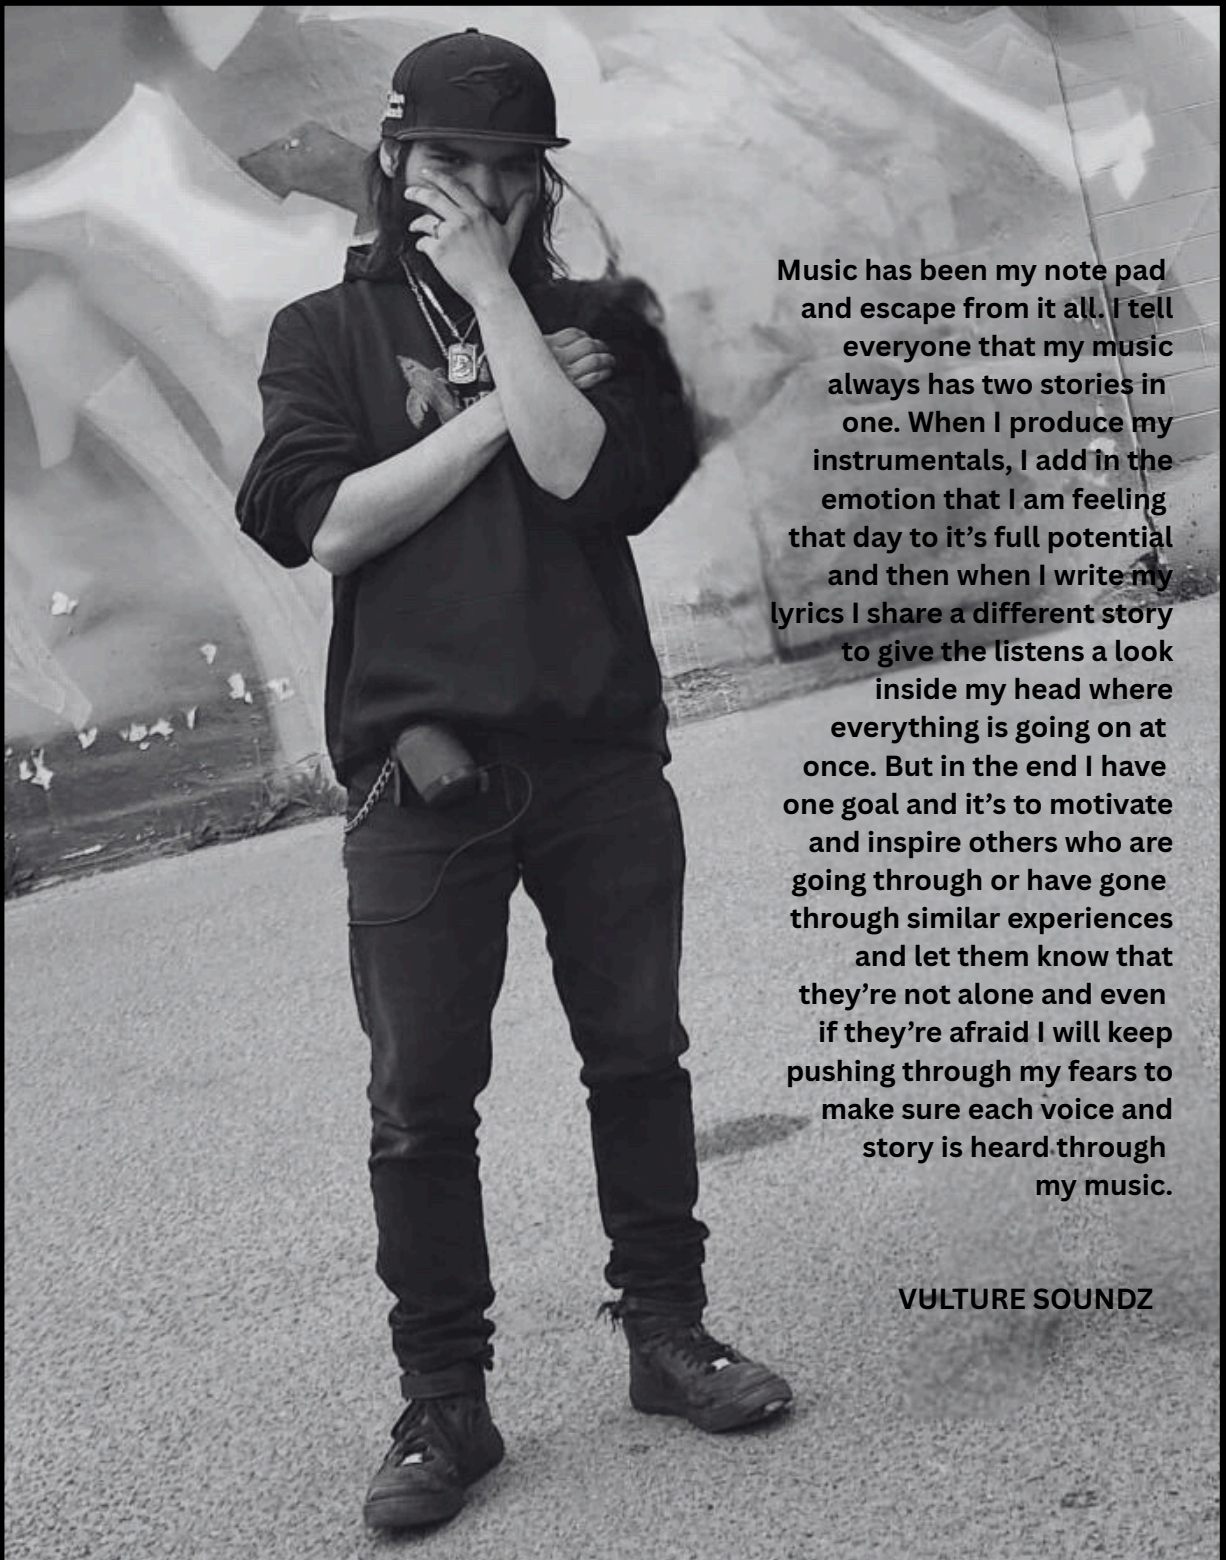 Music has been my note pad
and escape from it all. I tell
everyone that my music
always has two stories in
one. When I produce my
instrumentals, I add in the
emotion that I am feeling
that day to it’s full potential
and then when I write my
lyrics I share a different story
to give the listens a look
inside my head where
everything is going on at
once. But in the end I have
one goal and it’s to motivate
and inspire others who are
going through or have gone
through similar experiences
and let them know that
they’re not alone and even
if they’re afraid I will keep
pushing through my fears to
make sure each voice and
story is heard through
my music.
VULTURE SOUNDZ